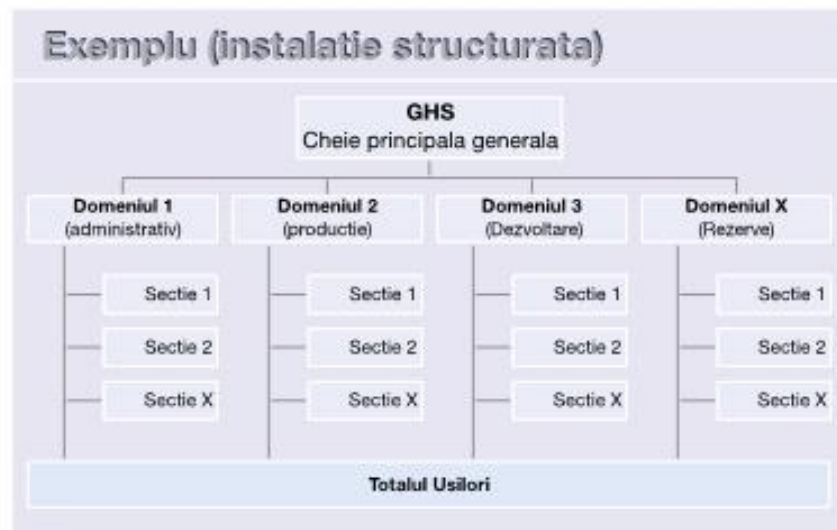 Exemplu (instalatie structurata)
GHS
Cheie principala generala
Domeniul 1
(administrativ)
Sectie 1
Sectie 2
Sectie X
Domeniul 2
(productie)
Sectie 1
Sectie 2
Sectie X
Domeniul 3
(Dezvoltare)
Sectie 1
Sectie 2
Sectie X
Domeniul X
(Rezerve)
Sectie 1
Sectie 2
Sectie X
Totalul Usilori